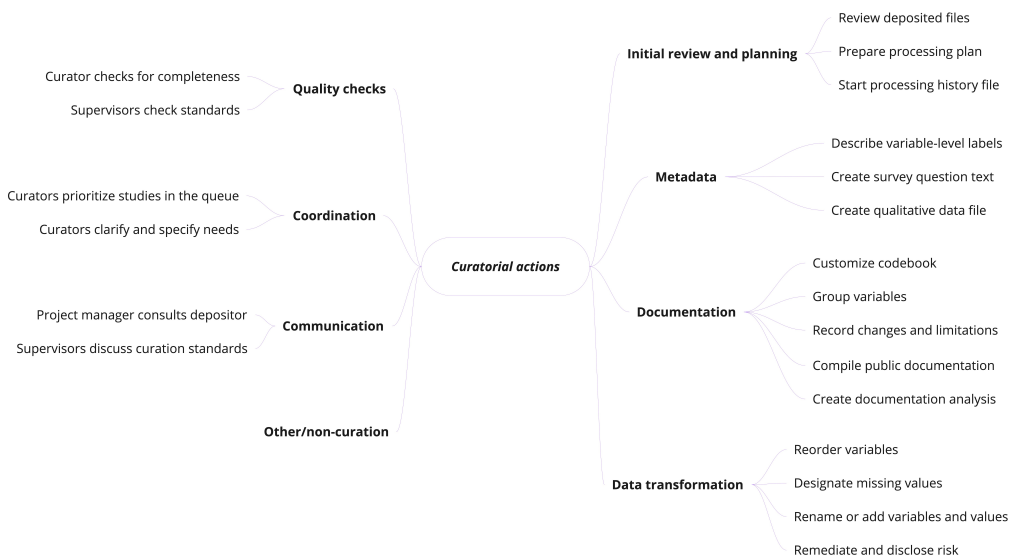 Curatorial actions
Quality checks
Curator checks for completeness
Supervisors check standards
Coordination
Curators prioritize studies in the queue
Curators clarify and specify needs
Communication
Project manager consults depositor
Supervisors discuss curation standards
Other/non-curation
Initial review and planning
Review deposited files
Prepare processing plan
Start processing history file
Metadata
Describe variable-level labels
Create survey question text
Create qualitative data file
Documentation
Customize codebook
Group variables
Record changes and limitations
Compile public documentation
Create documentation analysis
Data transformation
Reorder variables
Designate missing values
Rename or add variables and values
Remediate and disclose risk